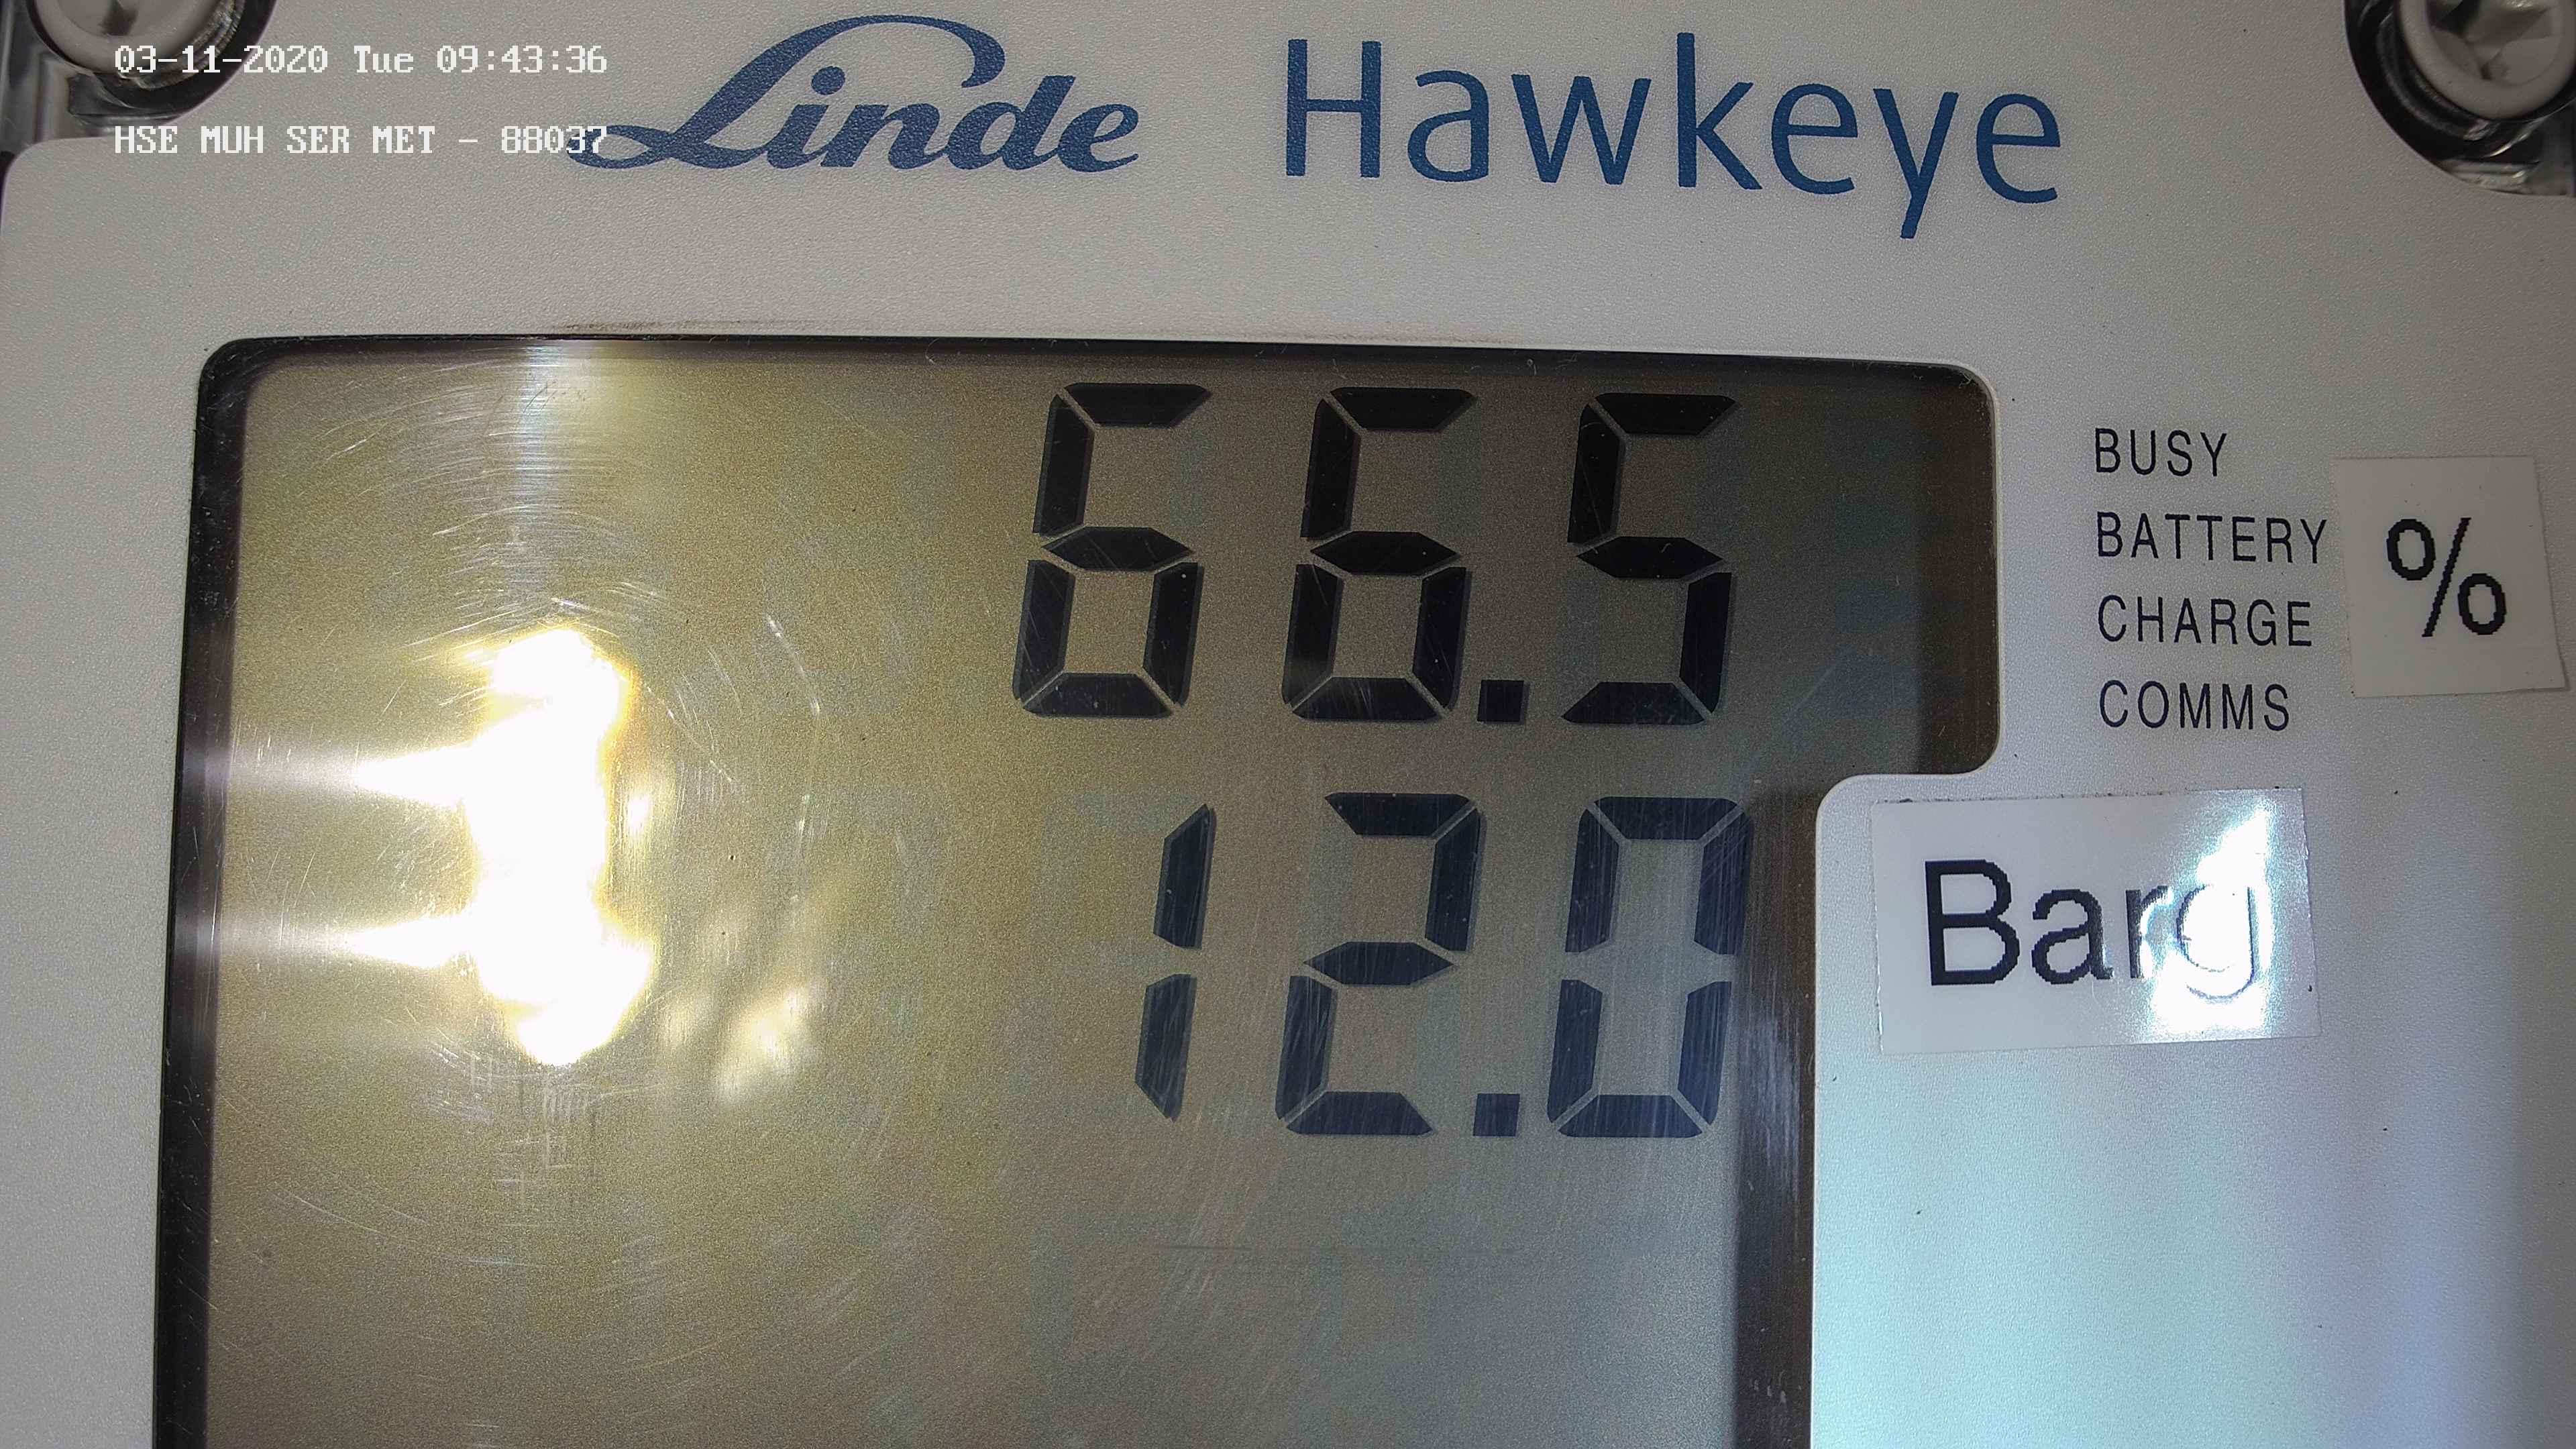 03-11-2020 Tue 09:43:36
HSE MUH SER MET - 88037
Linde Hawkeye
66.5
BUSY
BATTERY
CHARGE
COMMS
%
12.0
Barg